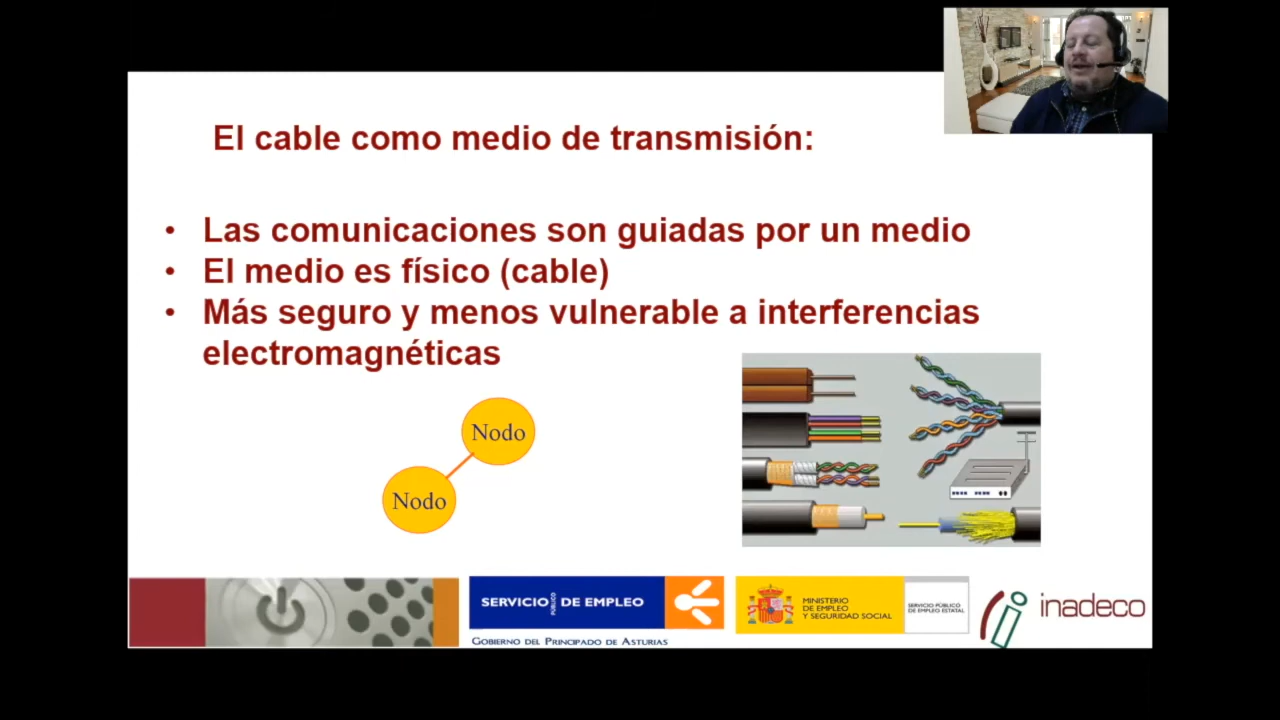 El cable como medio de transmisión:
• Las comunicaciones son guiadas por un medio
• El medio es físico (cable)
• Más seguro y menos vulnerable a interferencias
electromagnéticas
Nodo
Nodo
SERVICIO PÚBLICO DE EMPLEO
GOBIERNO DEL PRINCIPADO DE ASTURIAS
MINISTERIO
DE EMPLEO
Y SEGURIDAD SOCIAL
SERVICIO PÚBLICO
DE EMPLEO ESTATAL
inadeco